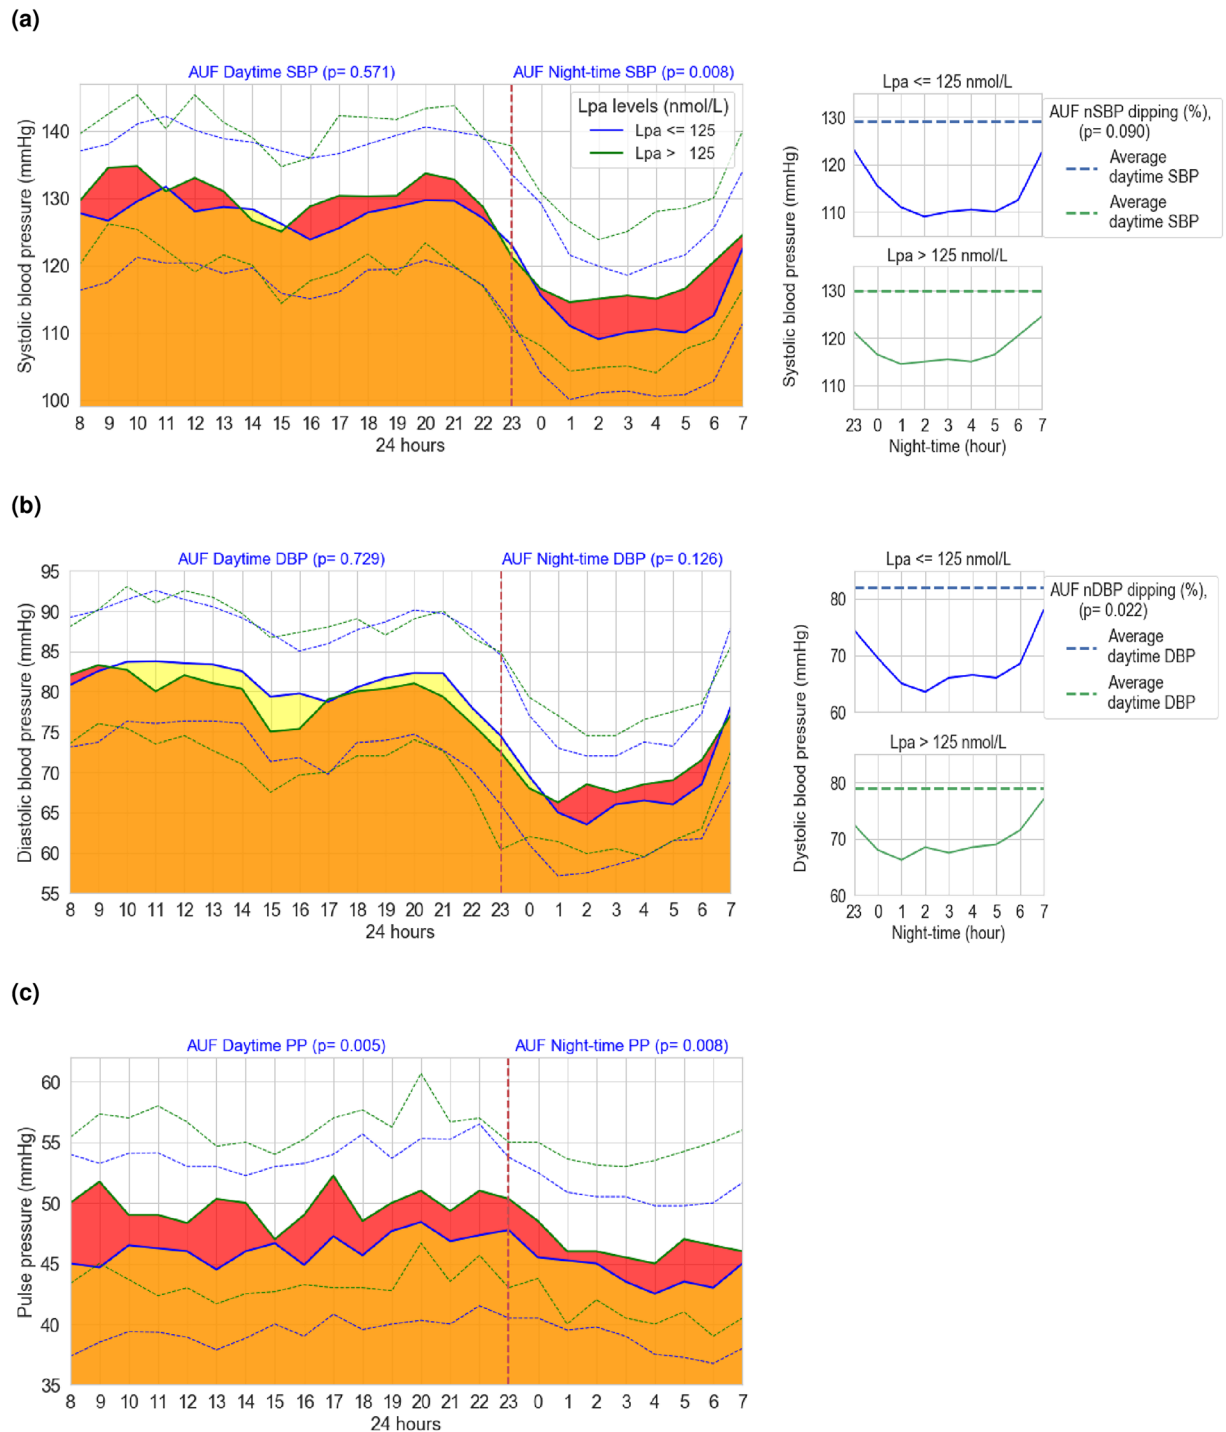 (a)
AUF Daytime SBP (p= 0.571)
AUF Night-time SBP (p= 0.008)
Systolic blood pressure (mmHg)
140
130
120
110
100
Lpa levels (nmol/L)
Lpa <= 125
Lpa > 125
8 9 10 11 12 13 14 15 16 17 18 19 20 21 22 23 0 1 2 3 4 5 6 7
24 hours
Lpa <= 125 nmol/L
130
120
110
Systolic blood pressure (mmHg)
Lpa > 125 nmol/L
130
120
110
23 0 1 2 3 4 5 6 7
Night-time (hour)
AUF nSBP dipping (%),
(p= 0.090)
Average
daytime SBP
Average
daytime SBP
(b)
AUF Daytime DBP (p= 0.729)
AUF Night-time DBP (p= 0.126)
Diastolic blood pressure (mmHg)
95
90
85
80
75
70
65
60
55
8 9 10 11 12 13 14 15 16 17 18 19 20 21 22 23 0 1 2 3 4 5 6 7
24 hours
Lpa <= 125 nmol/L
80
70
60
Dystolic blood pressure (mmHg)
Lpa > 125 nmol/L
80
70
60
23 0 1 2 3 4 5 6 7
Night-time (hour)
AUF nDBP dipping (%),
(p= 0.022)
Average
daytime DBP
Average
daytime DBP
(c)
AUF Daytime PP (p= 0.005)
AUF Night-time PP (p= 0.008)
Pulse pressure (mmHg)
60
55
50
45
40
35
8 9 10 11 12 13 14 15 16 17 18 19 20 21 22 23 0 1 2 3 4 5 6 7
24 hours